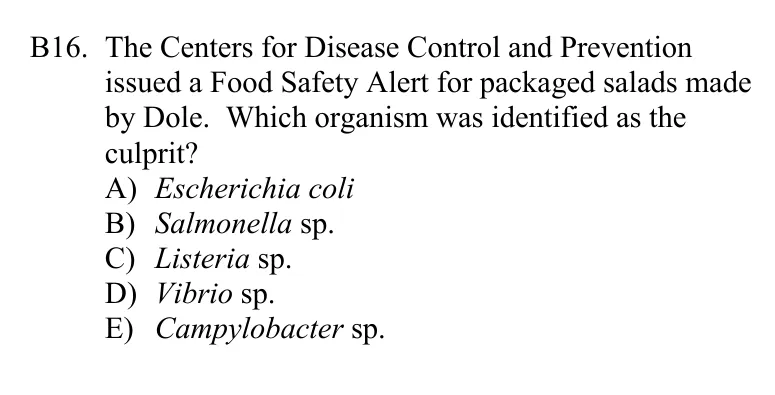 B16. The Centers for Disease Control and Prevention
issued a Food Safety Alert for packaged salads made
by Dole. Which organism was identified as the
culprit?
A) Escherichia coli
B) Salmonella sp.
C) Listeria sp.
D) Vibrio sp.
E) Campylobacter sp.